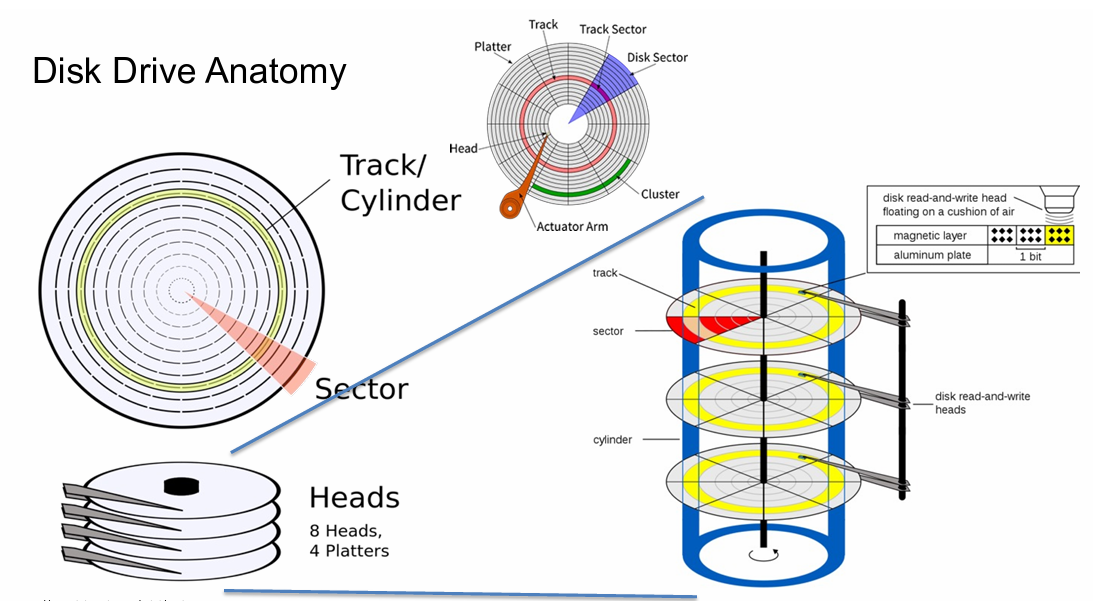 Disk Drive Anatomy
Track
Track Sector
Platter
Disk Sector
Head
Cluster
Actuator Arm
Track/
Cylinder
Sector
Heads
8 Heads,
4 Platters
disk read-and-write head
floating on a cushion of air
magnetic layer
aluminum plate
1 bit
track
sector
cylinder
disk read-and-write
heads